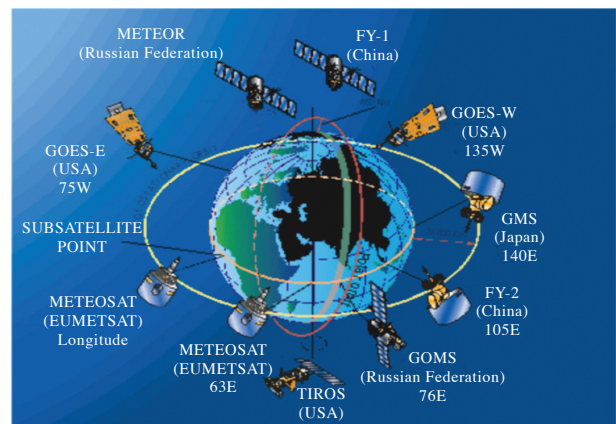 METEOR
(Russian Federation)
FY-1
(China)
GOES-E
(USA)
75W
GOES-W
(USA)
135W
SUBSATELLITE
POINT
GMS
(Japan)
140E
METEOSAT
(EUMETSAT)
Longitude
FY-2
(China)
105E
METEOSAT
(EUMETSAT)
63E
GOMS
(Russian Federation)
76E
TIROS
(USA)